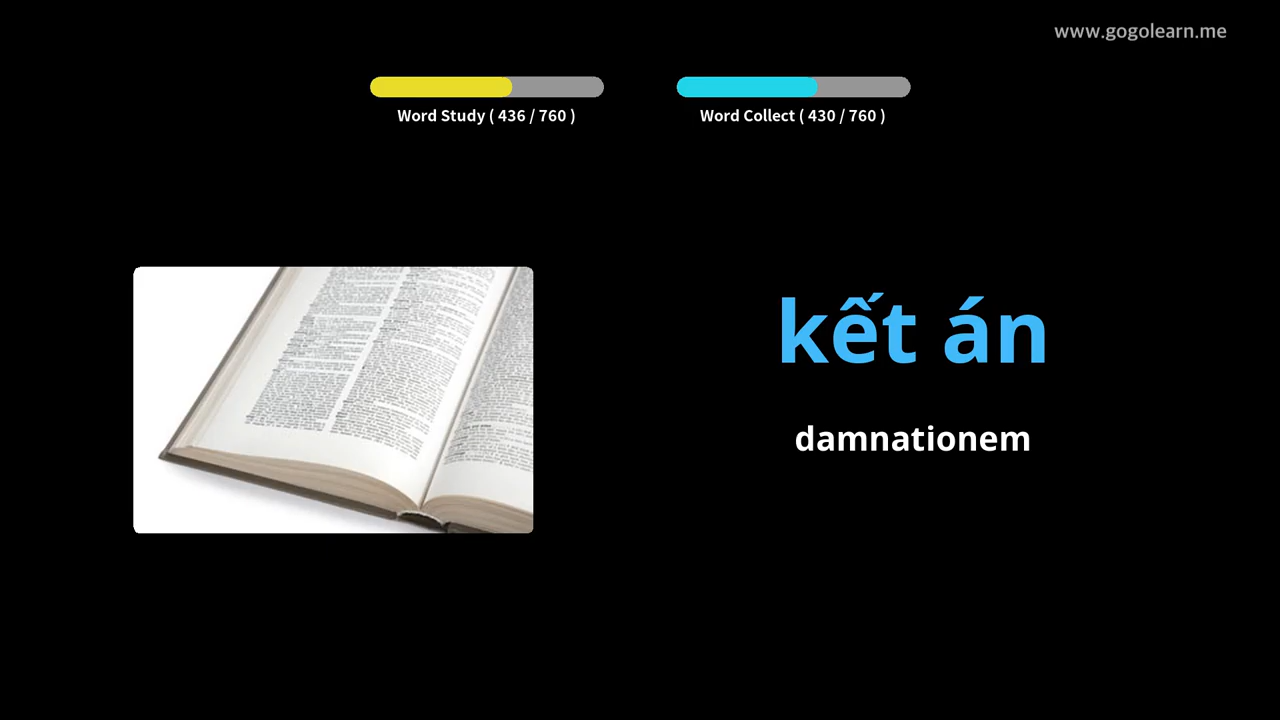 www.gogolearn.me
Word Study ( 436 / 760 )
Word Collect ( 430 / 760 )
kết án
damnationem